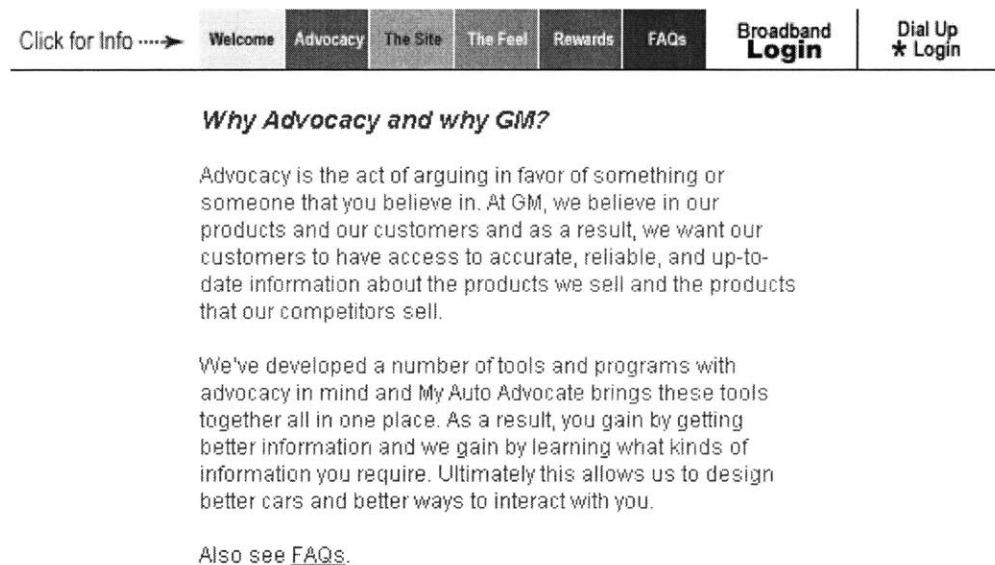 Click for Info ·····➤ Welcome Advocacy The Site The Feel Rewards FAQs Broadband Login Dial Up * Login
Why Advocacy and why GM?
Advocacy is the act of arguing in favor of something or
someone that you believe in. At GM, we believe in our
products and our customers and as a result, we want our
customers to have access to accurate, reliable, and up-to-
date information about the products we sell and the products
that our competitors sell.
We've developed a number of tools and programs with
advocacy in mind and My Auto Advocate brings these tools
together all in one place. As a result, you gain by getting
better information and we gain by learning what kinds of
information you require. Ultimately this allows us to design
better cars and better ways to interact with you.
Also see FAQs.